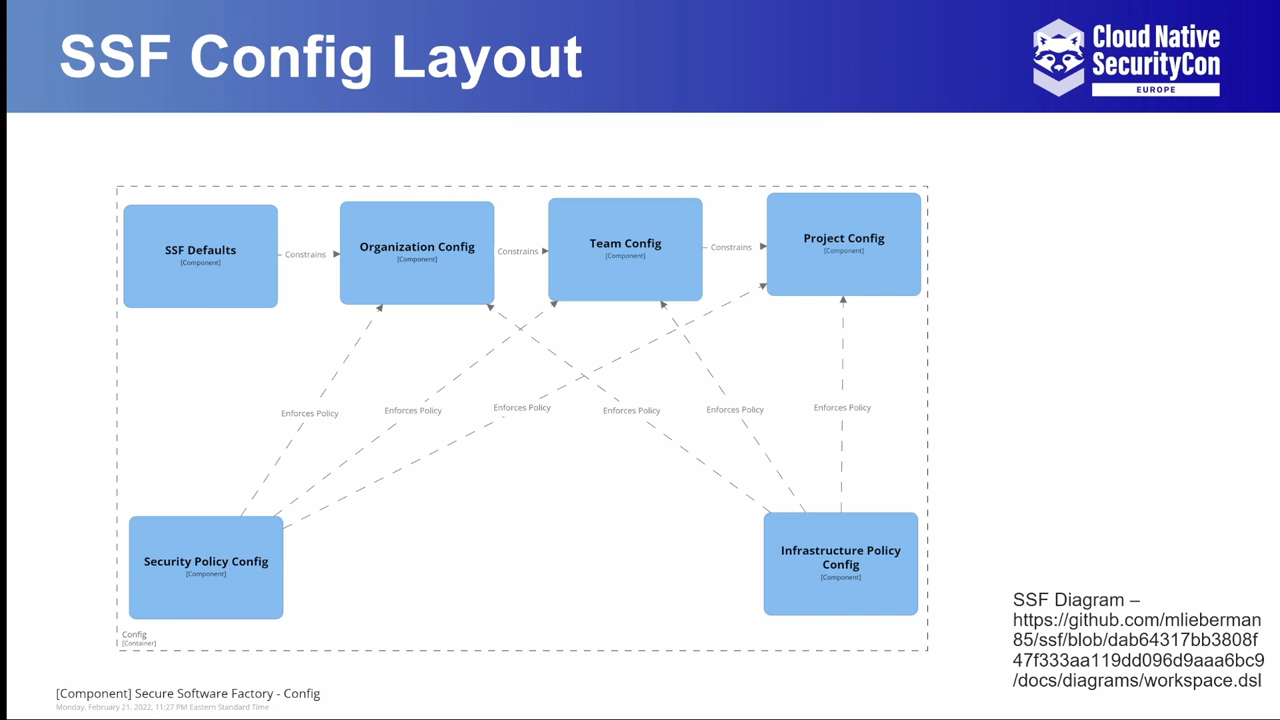 SSF Config Layout
Cloud Native
SecurityCon
EUROPE
SSF Defaults
[Component]
Constrains
Organization Config
[Component]
Constrains
Team Config
[Component]
Constrains
Project Config
[Component]
Enforces Policy
Enforces Policy
Enforces Policy
Enforces Policy
Enforces Policy
Enforces Policy
Security Policy Config
[Component]
Infrastructure Policy
Config
[Component]
Config
[Container]
SSF Diagram –
https://github.com/mlieberman
85/ssf/blob/dab64317bb3808f
47f333aa119dd096d9aaa6bc9
/docs/diagrams/workspace.dsl
[Component] Secure Software Factory - Config
Monday, February 21, 2022, 11:27 PM Eastern Standard Time